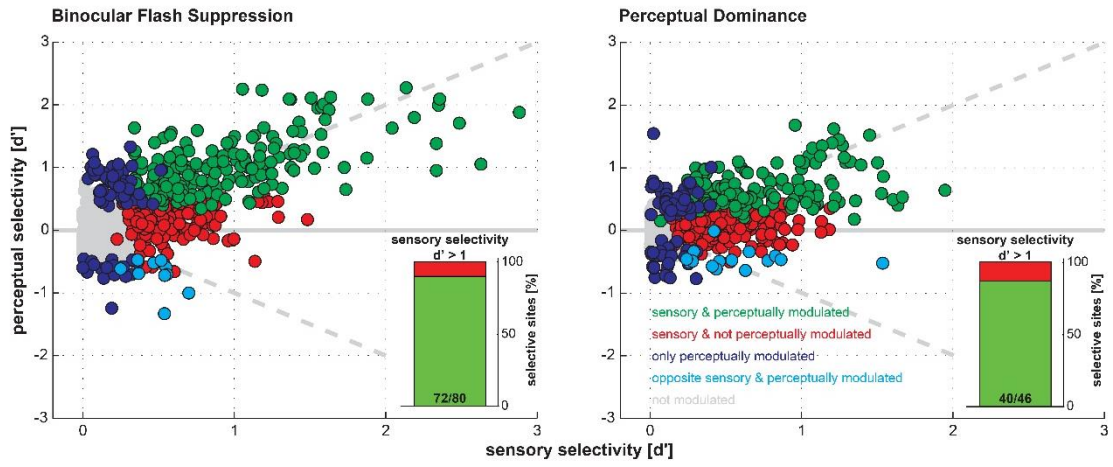 Binocular Flash Suppression
Perceptual Dominance
perceptual selectivity [d']
3
2
1
0
-1
-2
-3
0
1
2
3
sensory selectivity
d' > 1
100
50
0
selective sites [%]
72/80
3
2
1
0
-1
-2
-3
0
1
2
3
sensory & perceptually modulated
sensory & not perceptually modulated
only perceptually modulated
opposite sensory & perceptually modulated
not modulated
sensory selectivity
d' > 1
100
50
0
selective sites [%]
40/46
sensory selectivity [d']